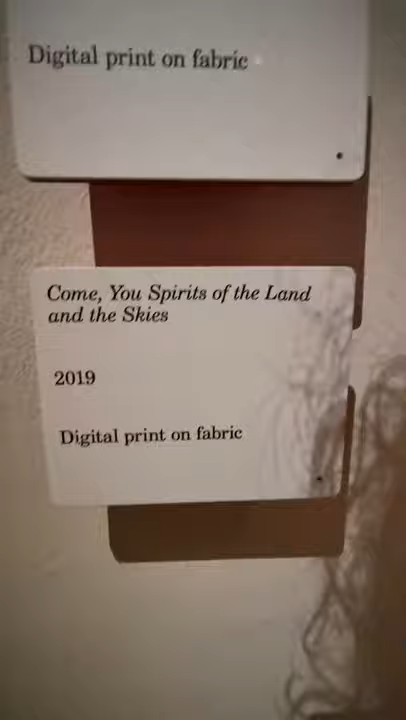 Digital print on fabric
Come, You Spirits of the Land
and the Skies
2019
Digital print on fabric